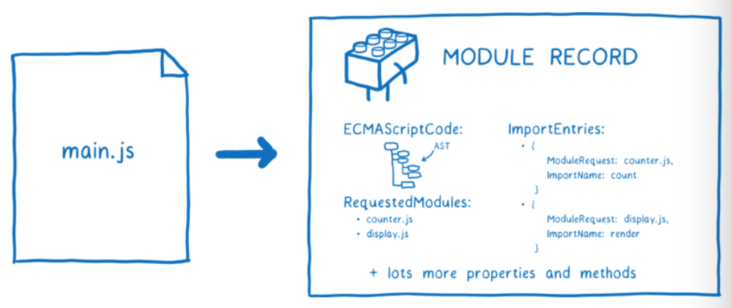 main.js
MODULE RECORD
ECMAScriptCode:
AST
RequestedModules:
• counter.js
• display.js
ImportEntries:
• {
ModuleRequest: counter.js,
ImportName: count
}
• {
ModuleRequest: display.js,
ImportName: render
}
+ lots more properties and methods